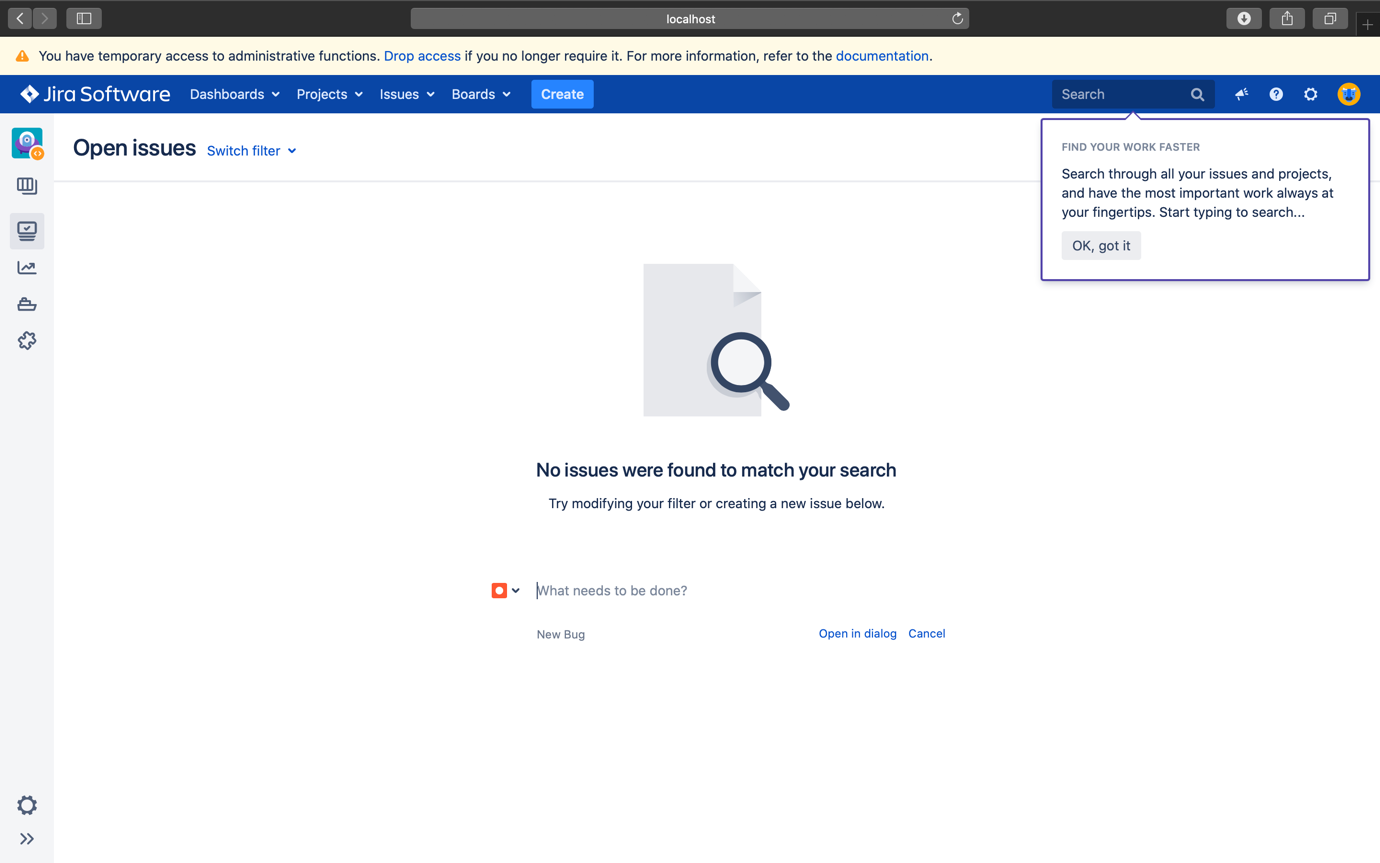 localhost
You have temporary access to administrative functions. Drop access if you no longer require it. For more information, refer to the documentation.
Jira Software Dashboards Projects Issues Boards Create Search
Open issues Switch filter
FIND YOUR WORK FASTER
Search through all your issues and projects,
and have the most important work always at
your fingertips. Start typing to search...
OK, got it
No issues were found to match your search
Try modifying your filter or creating a new issue below.
What needs to be done?
New Bug Open in dialog Cancel